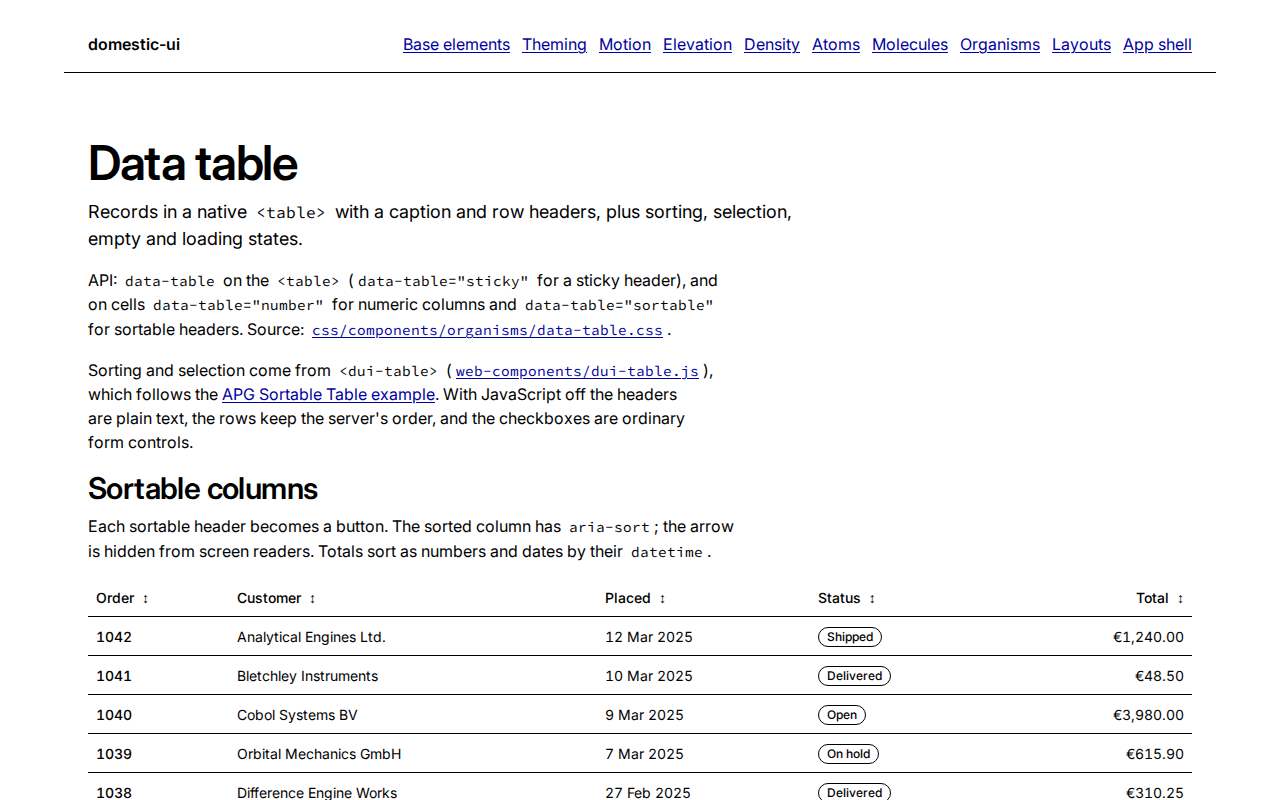 domestic-ui Base elements Theming Motion Elevation Density Atoms Molecules Organisms Layouts App shell
Data table
Records in a native <table> with a caption and row headers, plus sorting, selection,
empty and loading states.
API: data-table on the <table> (data-table="sticky" for a sticky header), and
on cells data-table="number" for numeric columns and data-table="sortable"
for sortable headers. Source: css/components/organisms/data-table.css.
Sorting and selection come from <dui-table> (web-components/dui-table.js),
which follows the APG Sortable Table example. With JavaScript off the headers
are plain text, the rows keep the server's order, and the checkboxes are ordinary
form controls.
Sortable columns
Each sortable header becomes a button. The sorted column has aria-sort; the arrow
is hidden from screen readers. Totals sort as numbers and dates by their datetime.
Order ↕ Customer ↕ Placed ↕ Status ↕ Total ↕
1042 Analytical Engines Ltd. 12 Mar 2025 Shipped €1,240.00
1041 Bletchley Instruments 10 Mar 2025 Delivered €48.50
1040 Cobol Systems BV 9 Mar 2025 Open €3,980.00
1039 Orbital Mechanics GmbH 7 Mar 2025 On hold €615.90
1038 Difference Engine Works 27 Feb 2025 Delivered €310.25